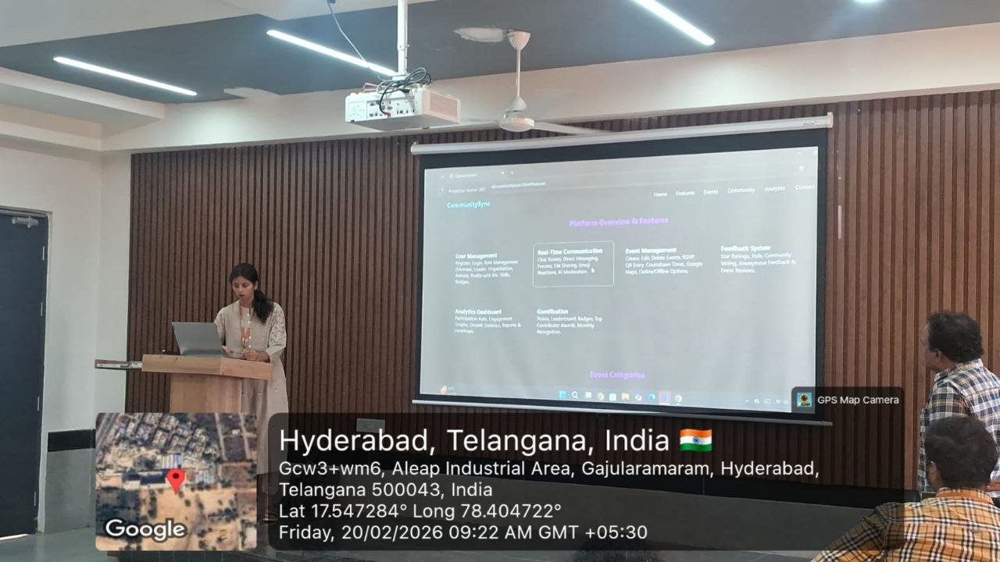 CommunitySync
Home Features Events Community Analytics Contact
Platform Overview & Features
User Management
Register, Login, Role Management
(Member, Leader, Organization,
Admin), Profile with Bio, Skills,
Badges.
Real-Time Communication
Chat Rooms, Direct Messaging,
Forums, File Sharing, Emoji
Reactions, AI Moderation.
Event Management
Create, Edit, Delete Events, RSVP,
QR Entry, Countdown Timer, Google
Maps, Online/Offline Options.
Feedback System
Star Ratings, Polls, Community
Voting, Anonymous Feedback &
Event Reviews.
Analytics Dashboard
Participation Rate, Engagement
Graphs, Growth Statistics, Reports &
Heatmaps.
Gamification
Points, Leaderboard, Badges, Top
Contributor Awards, Monthly
Recognition.
Event Categories
GPS Map Camera
Google
Hyderabad, Telangana, India
Gcw3+wm6, Aleap Industrial Area, Gajularamaram, Hyderabad,
Telangana 500043, India
Lat 17.547284° Long 78.404722°
Friday, 20/02/2026 09:22 AM GMT +05:30